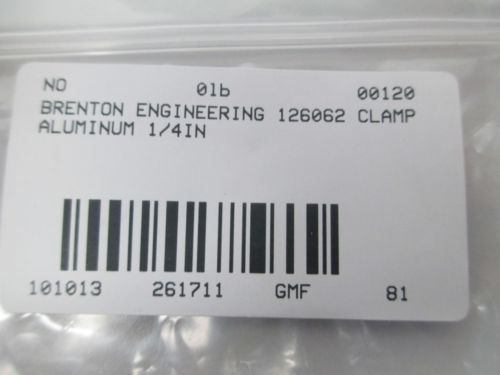 NO 0lb 00120
BRENTON ENGINEERING 126062 CLAMP
ALUMINUM 1/4IN
101013 261711 GMF 81